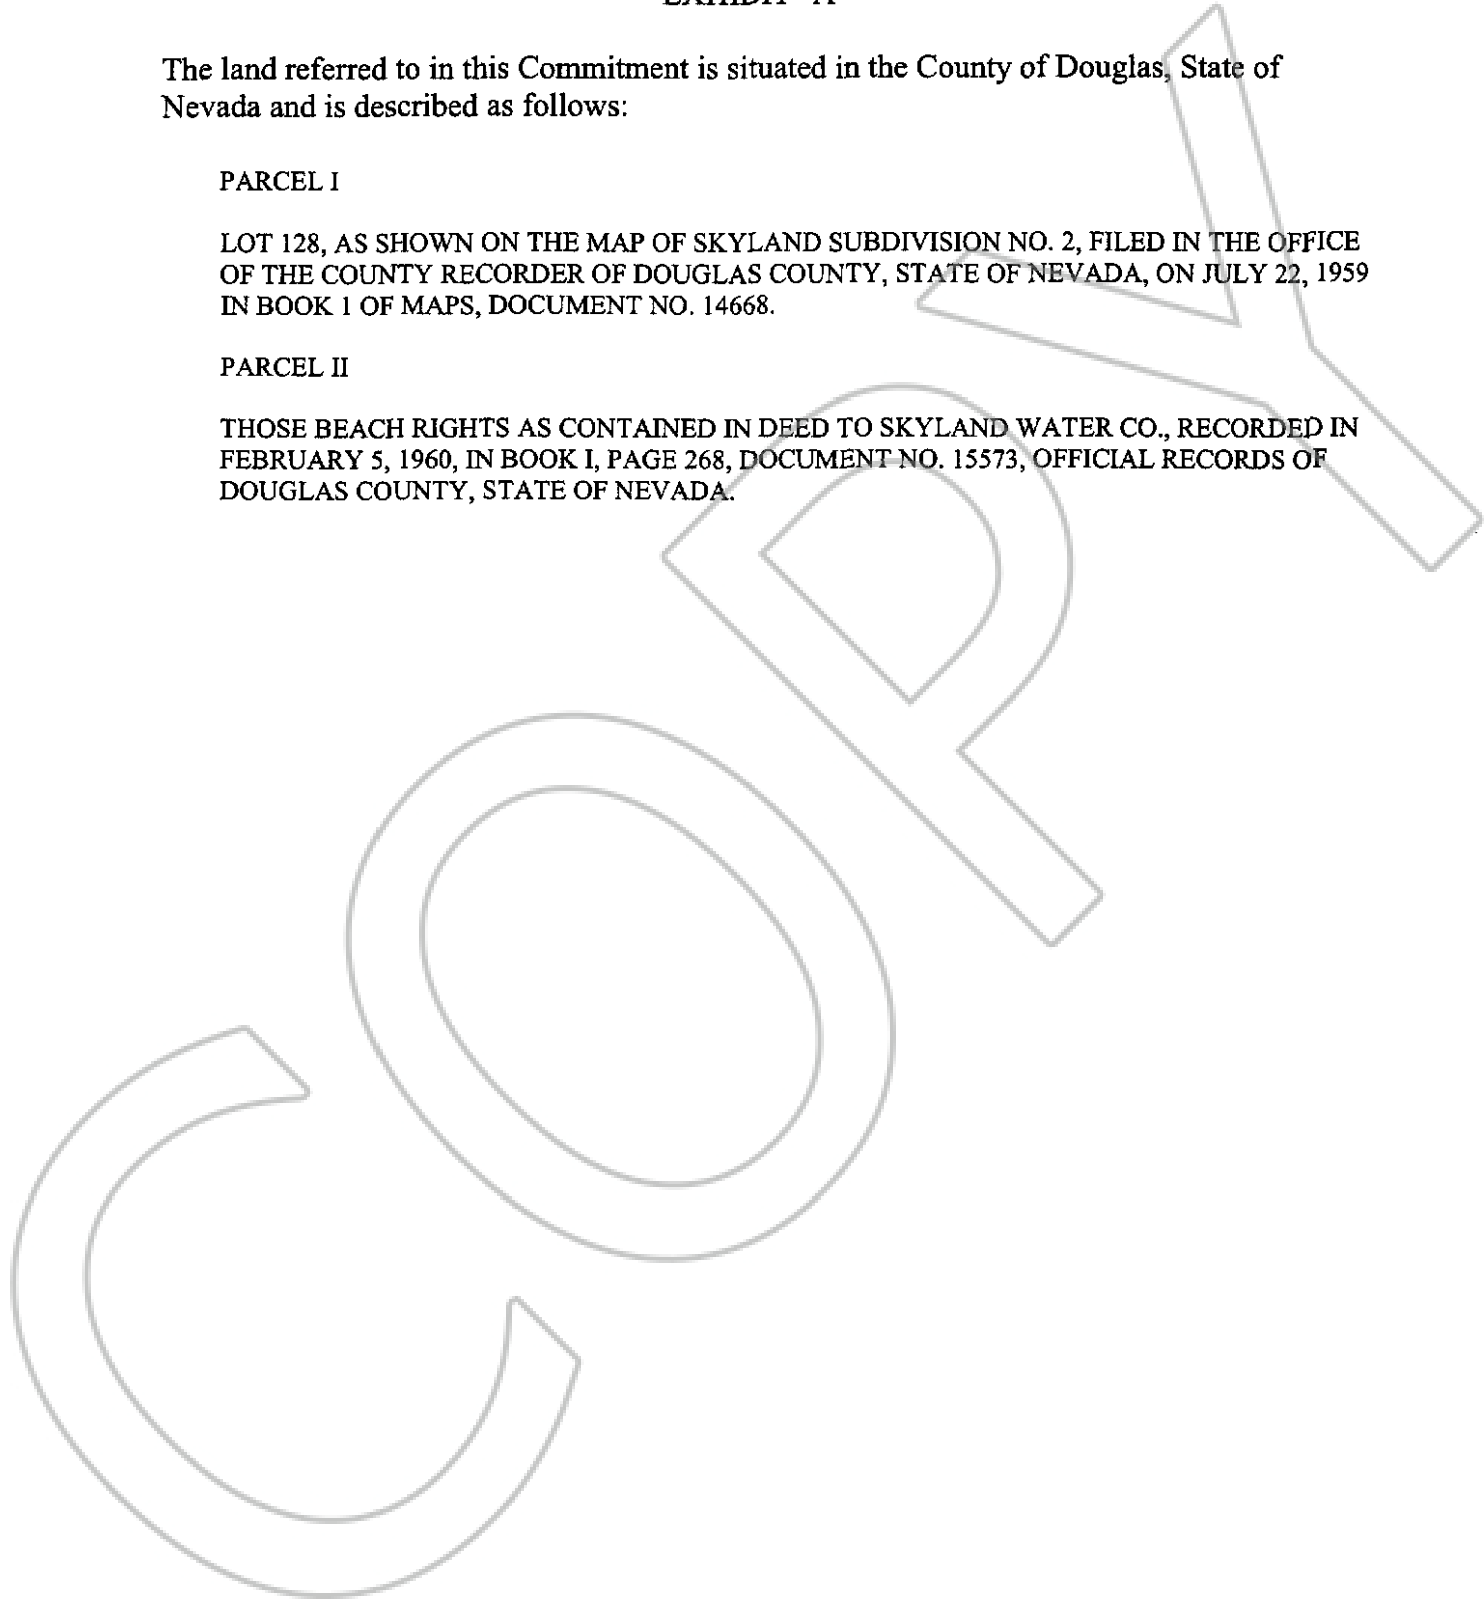 EXHIBIT "A"
The land referred to in this Commitment is situated in the County of Douglas, State of
Nevada and is described as follows:
PARCEL I
LOT 128, AS SHOWN ON THE MAP OF SKYLAND SUBDIVISION NO. 2, FILED IN THE OFFICE
OF THE COUNTY RECORDER OF DOUGLAS COUNTY, STATE OF NEVADA, ON JULY 22, 1959
IN BOOK 1 OF MAPS, DOCUMENT NO. 14668.
PARCEL II
THOSE BEACH RIGHTS AS CONTAINED IN DEED TO SKYLAND WATER CO., RECORDED IN
FEBRUARY 5, 1960, IN BOOK I, PAGE 268, DOCUMENT NO. 15573, OFFICIAL RECORDS OF
DOUGLAS COUNTY, STATE OF NEVADA.
COPY